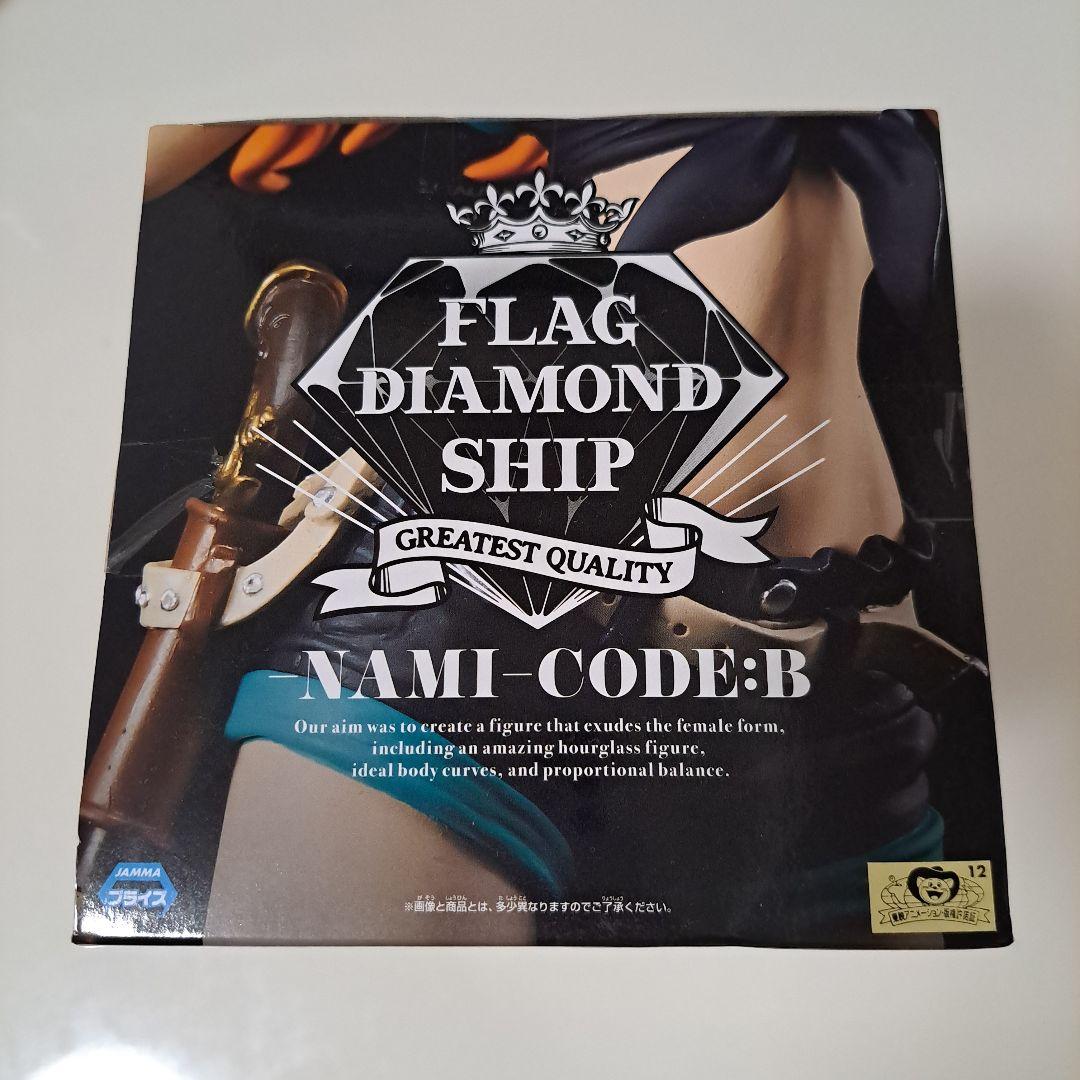 FLAG
DIAMOND
SHIP
GREATEST QUALITY
-NAMI-CODE:B
Our aim was to create a figure that exudes the female form,
including an amazing hourglass figure,
ideal body curves, and proportional balance.
JAMMA
プライズ
※画像と商品とは、多少異なりますのでご了承ください。
12